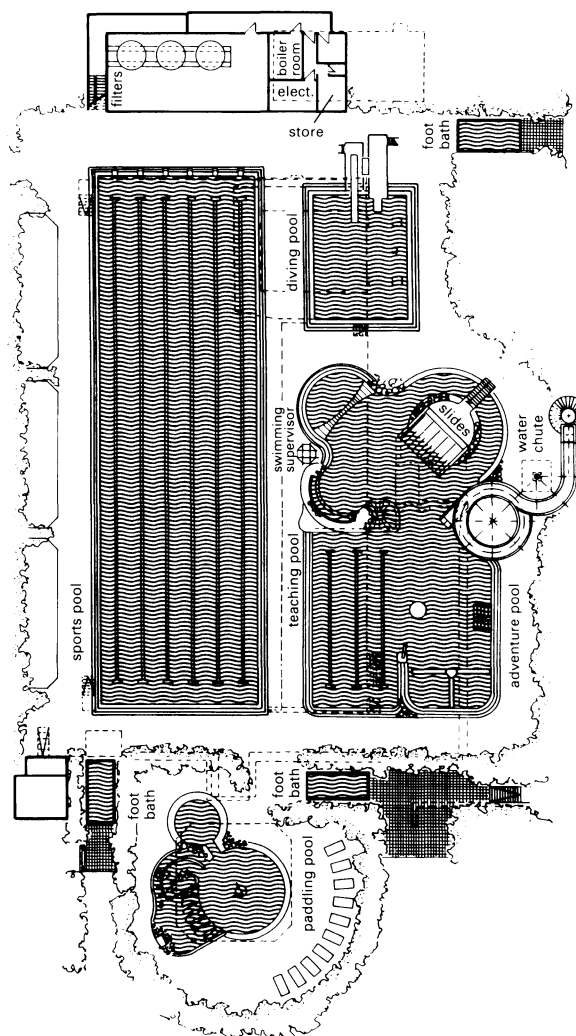 filters
boiler
room
elect.
store
foot
bath
diving pool
swimming
supervisor
slides
water
chute
sports pool
teaching pool
adventure pool
foot
bath
foot
bath
paddling pool